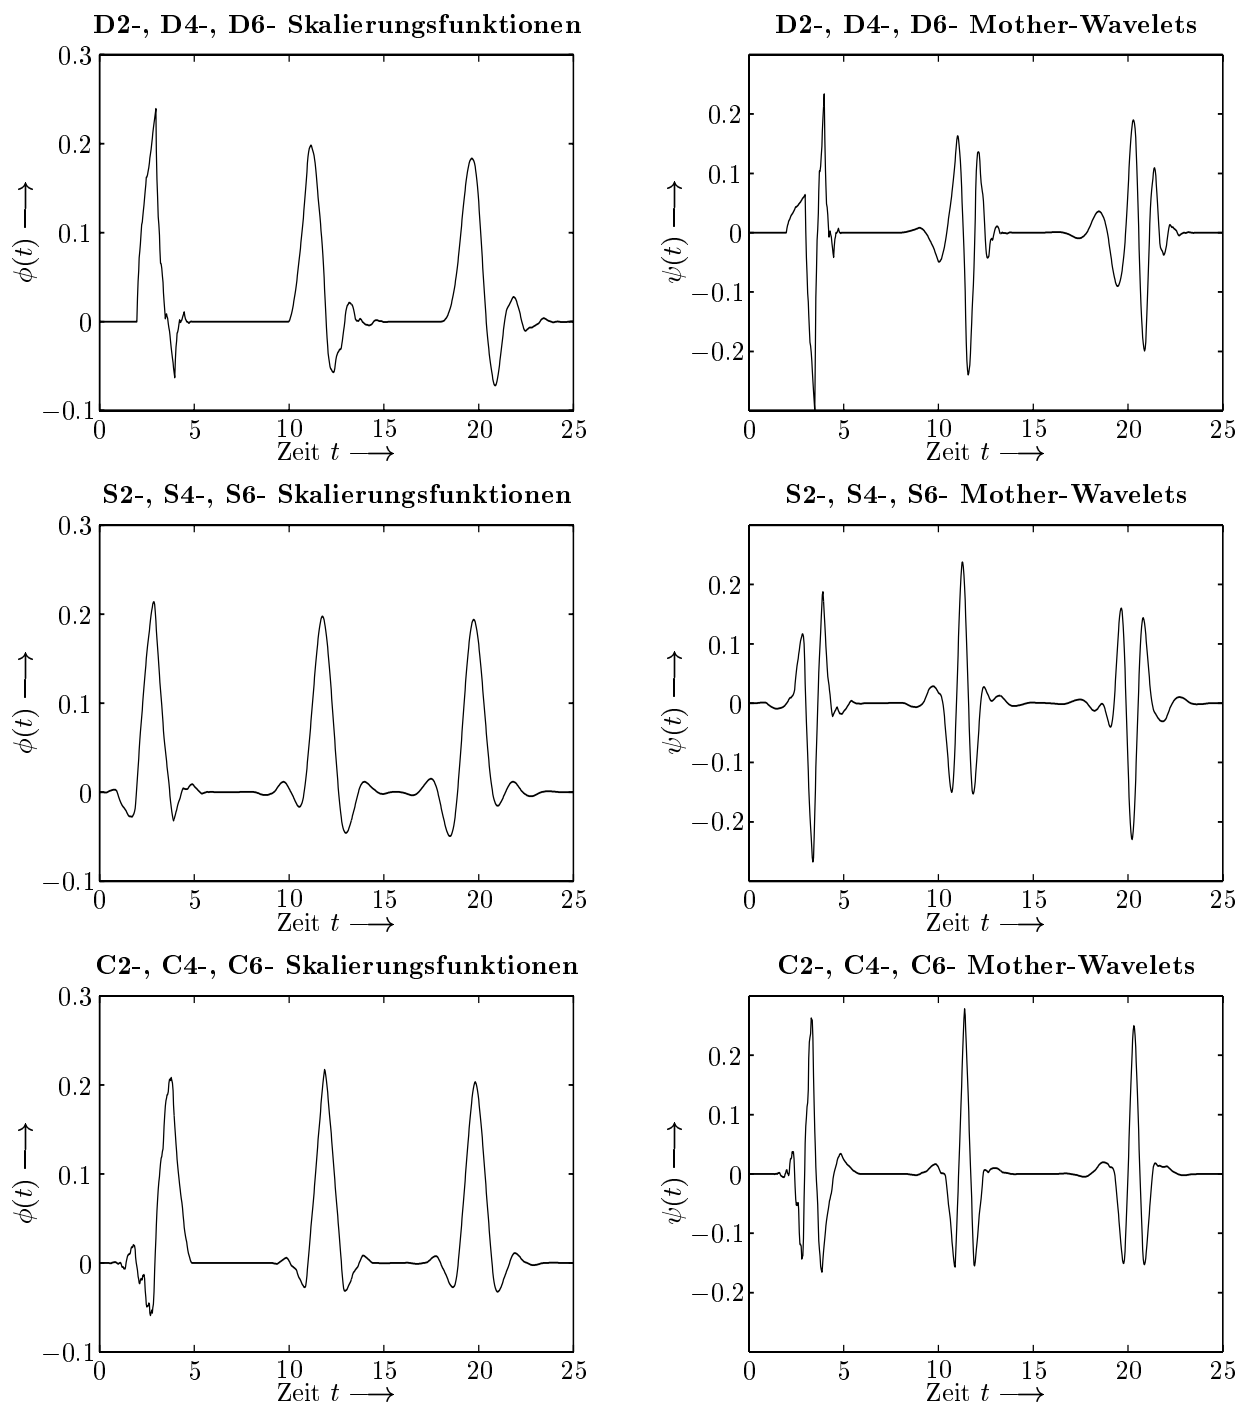 D2-, D4-, D6- Skalierungsfunktionen
0.3
0.2
0.1
0
−0.1
ϕ(t) ⟶
0 5 10 15 20 25
Zeit t ⟶
D2-, D4-, D6- Mother-Wavelets
0.2
0.1
0
−0.1
−0.2
ψ(t) ⟶
0 5 10 15 20 25
Zeit t ⟶
S2-, S4-, S6- Skalierungsfunktionen
0.3
0.2
0.1
0
−0.1
ϕ(t) ⟶
0 5 10 15 20 25
Zeit t ⟶
S2-, S4-, S6- Mother-Wavelets
0.2
0.1
0
−0.1
−0.2
ψ(t) ⟶
0 5 10 15 20 25
Zeit t ⟶
C2-, C4-, C6- Skalierungsfunktionen
0.3
0.2
0.1
0
−0.1
ϕ(t) ⟶
0 5 10 15 20 25
Zeit t ⟶
C2-, C4-, C6- Mother-Wavelets
0.2
0.1
0
−0.1
−0.2
ψ(t) ⟶
0 5 10 15 20 25
Zeit t ⟶